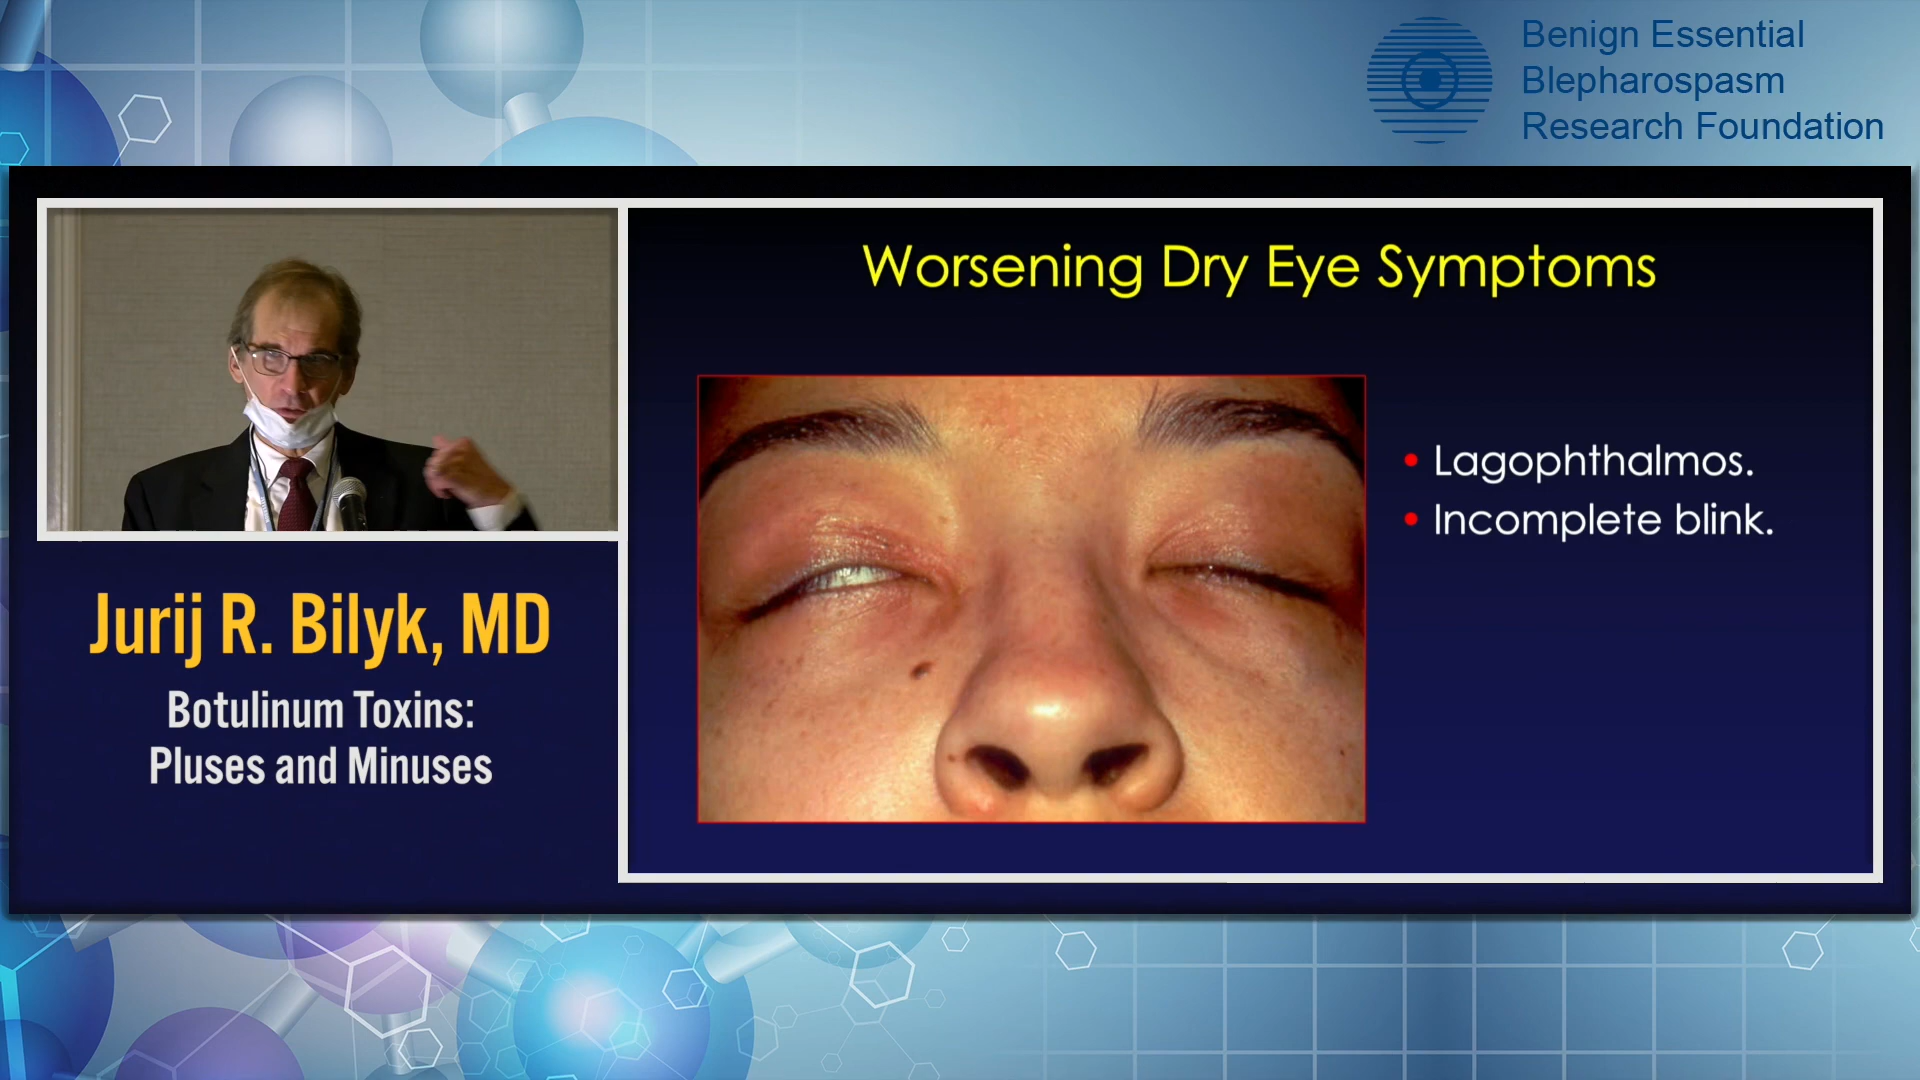 Benign Essential
Blepharospasm
Research Foundation
Worsening Dry Eye Symptoms
• Lagophthalmos.
• Incomplete blink.
Jurij R. Bilyk, MD
Botulinum Toxins:
Pluses and Minuses